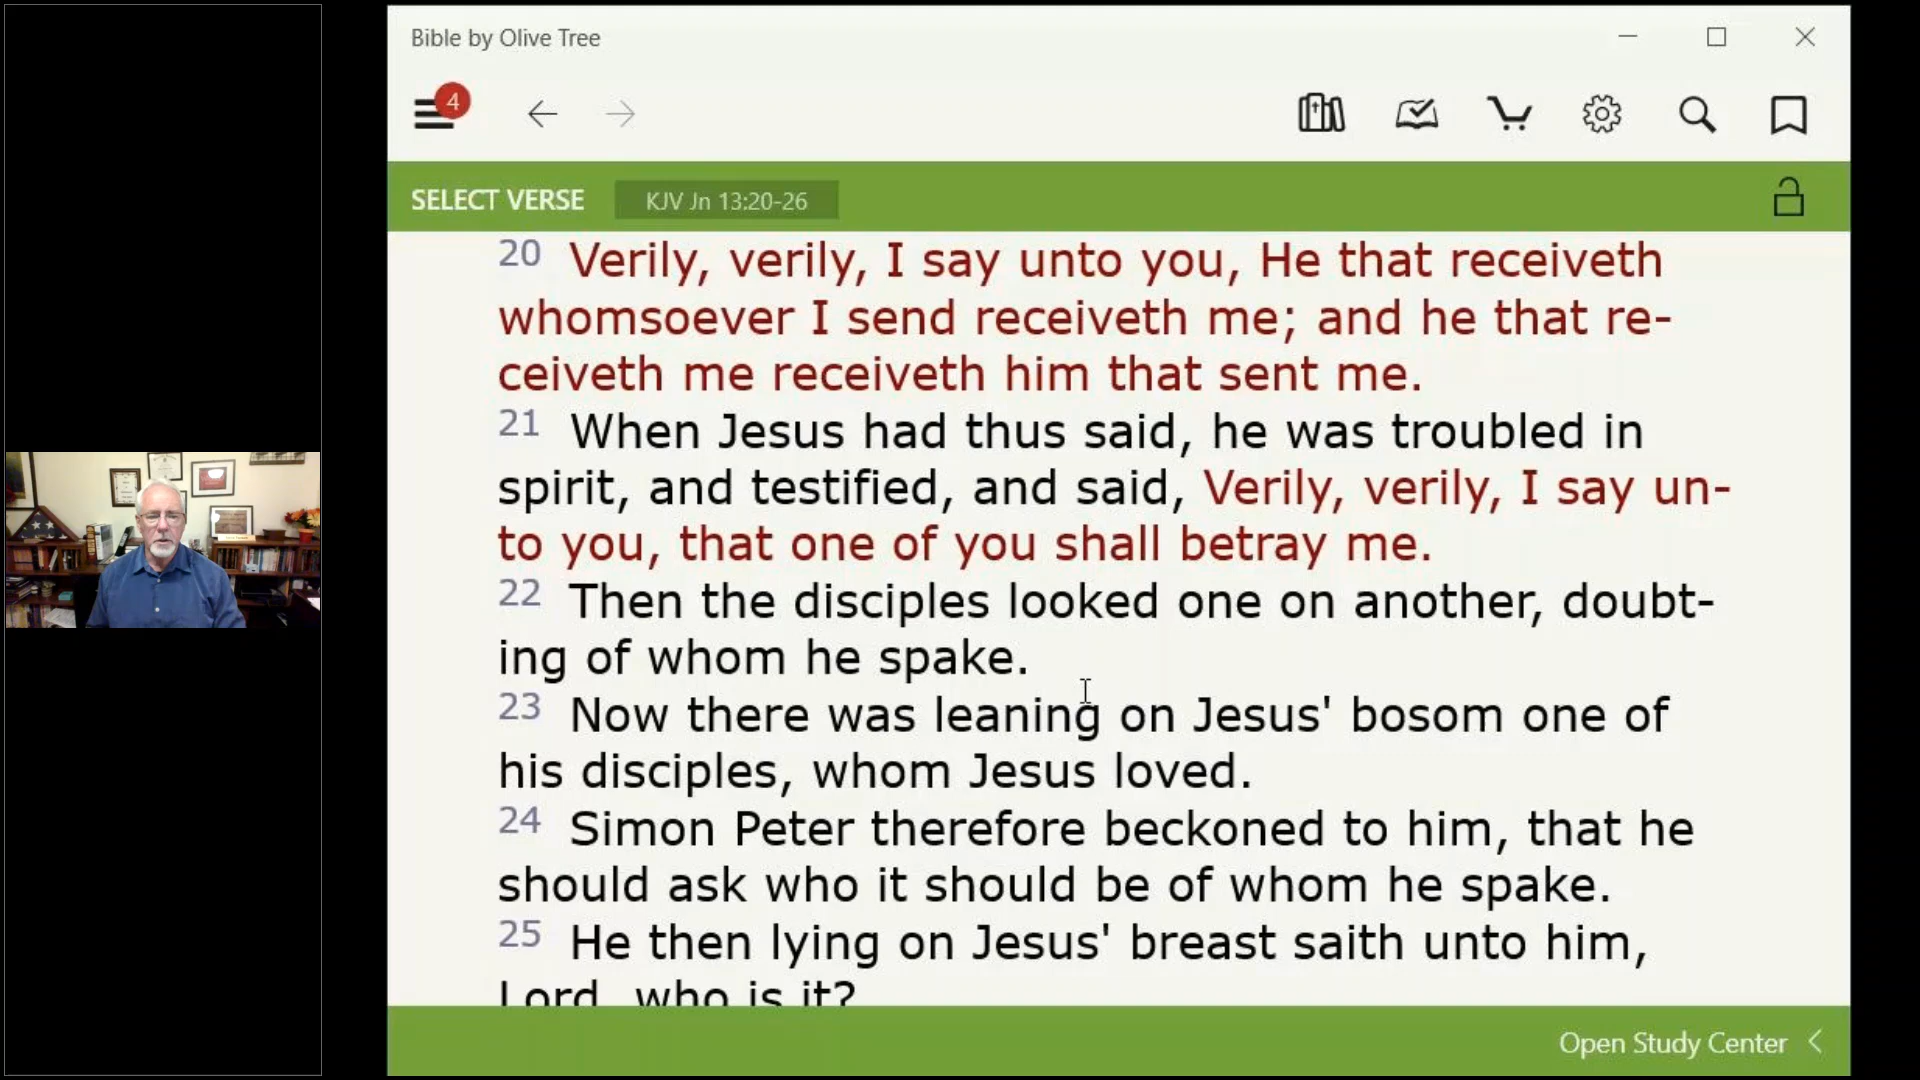 Bible by Olive Tree
4
SELECT VERSE KJV Jn 13:20-26
20 Verily, verily, I say unto you, He that receiveth
whomsoever I send receiveth me; and he that re-
ceiveth me receiveth him that sent me.
21 When Jesus had thus said, he was troubled in
spirit, and testified, and said, Verily, verily, I say un-
to you, that one of you shall betray me.
22 Then the disciples looked one on another, doubt-
ing of whom he spake.
23 Now there was leaning on Jesus' bosom one of
his disciples, whom Jesus loved.
24 Simon Peter therefore beckoned to him, that he
should ask who it should be of whom he spake.
25 He then lying on Jesus' breast saith unto him,
Lord, who is it?
Open Study Center